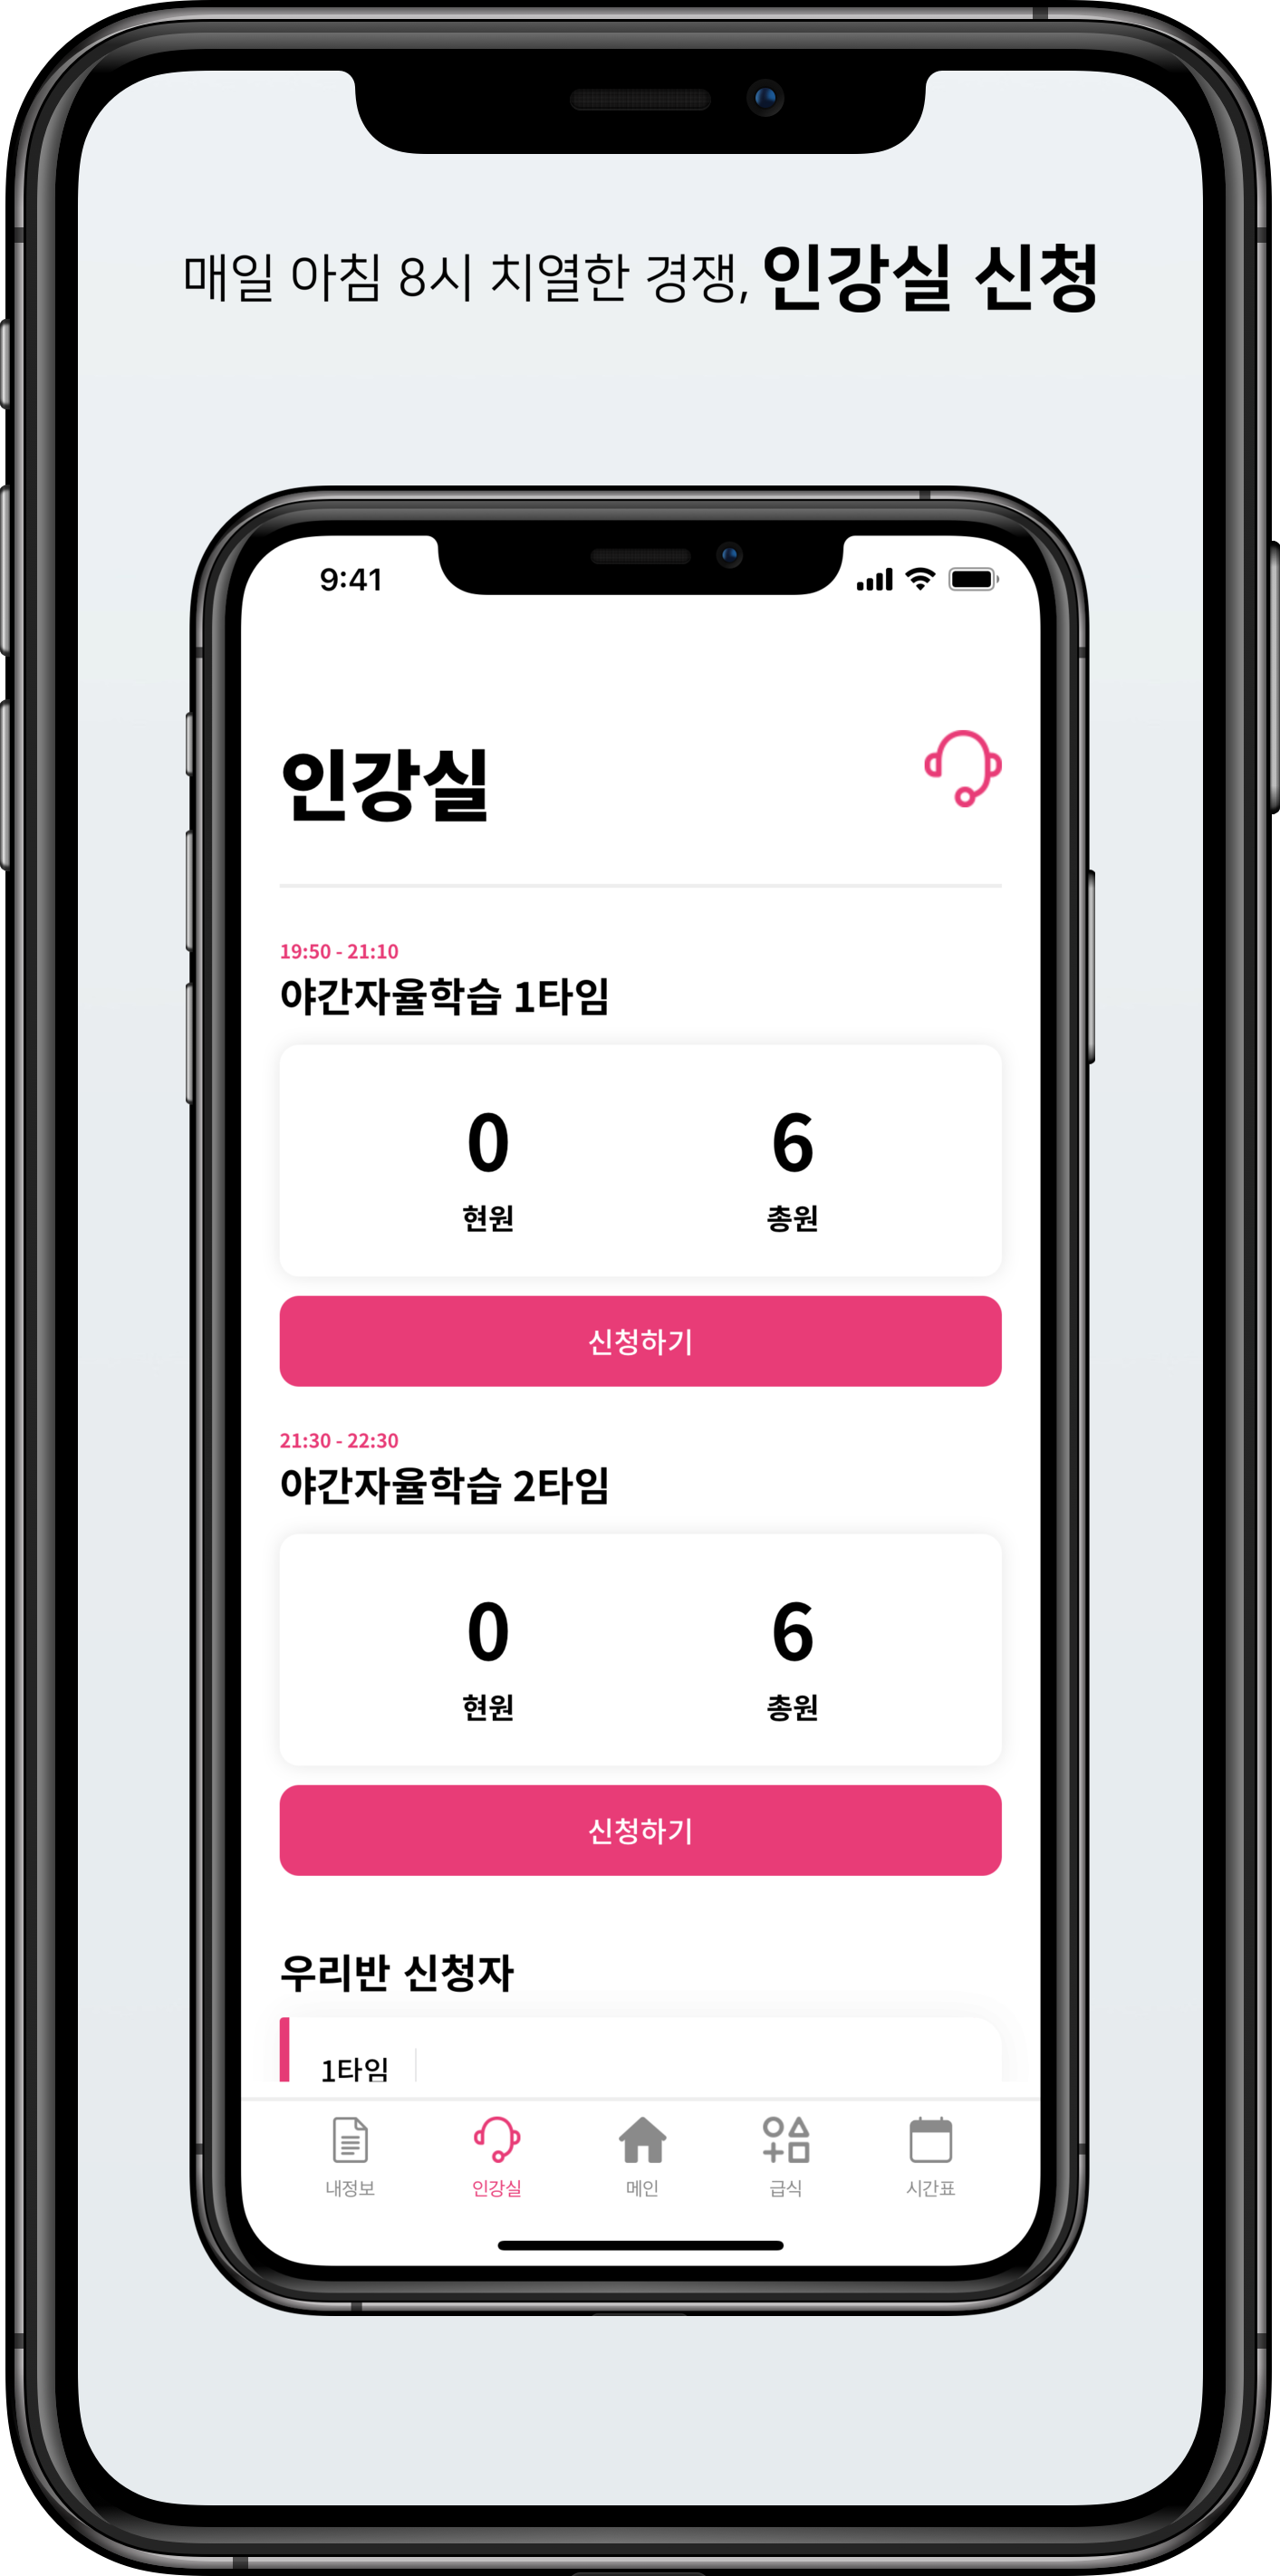 매일 아침 8시 치열한 경쟁, 인강실 신청
9:41
인강실
19:50 - 21:10
야간자율학습 1타임
0 6
현원 총원
신청하기
21:30 - 22:30
야간자율학습 2타임
0 6
현원 총원
신청하기
우리반 신청자
1타임
내정보 인강실 메인 급식 시간표